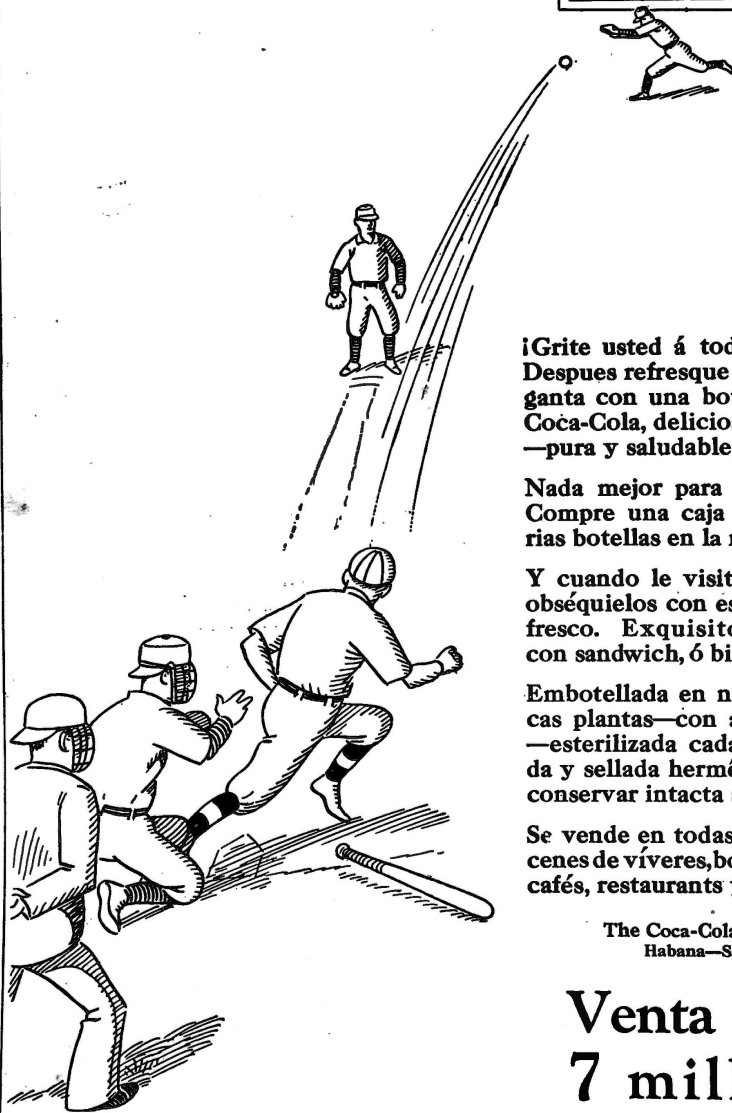 ¡Grite usted á tod
Despues refresque
ganta con una bot
Coca-Cola, delicios
—pura y saludable
Nada mejor para
Compre una caja
rias botellas en la
Y cuando le visit
obséquielos con es
fresco. Exquisito
con sandwich, ó bi
Embotellada en n
cas plantas—con a
—esterilizada cada
da y sellada hermé
conservar intacta
Se vende en todas
cenes de víveres,bo
cafés, restaurants y
The Coca-Cola
Habana—S
Venta
7 mill